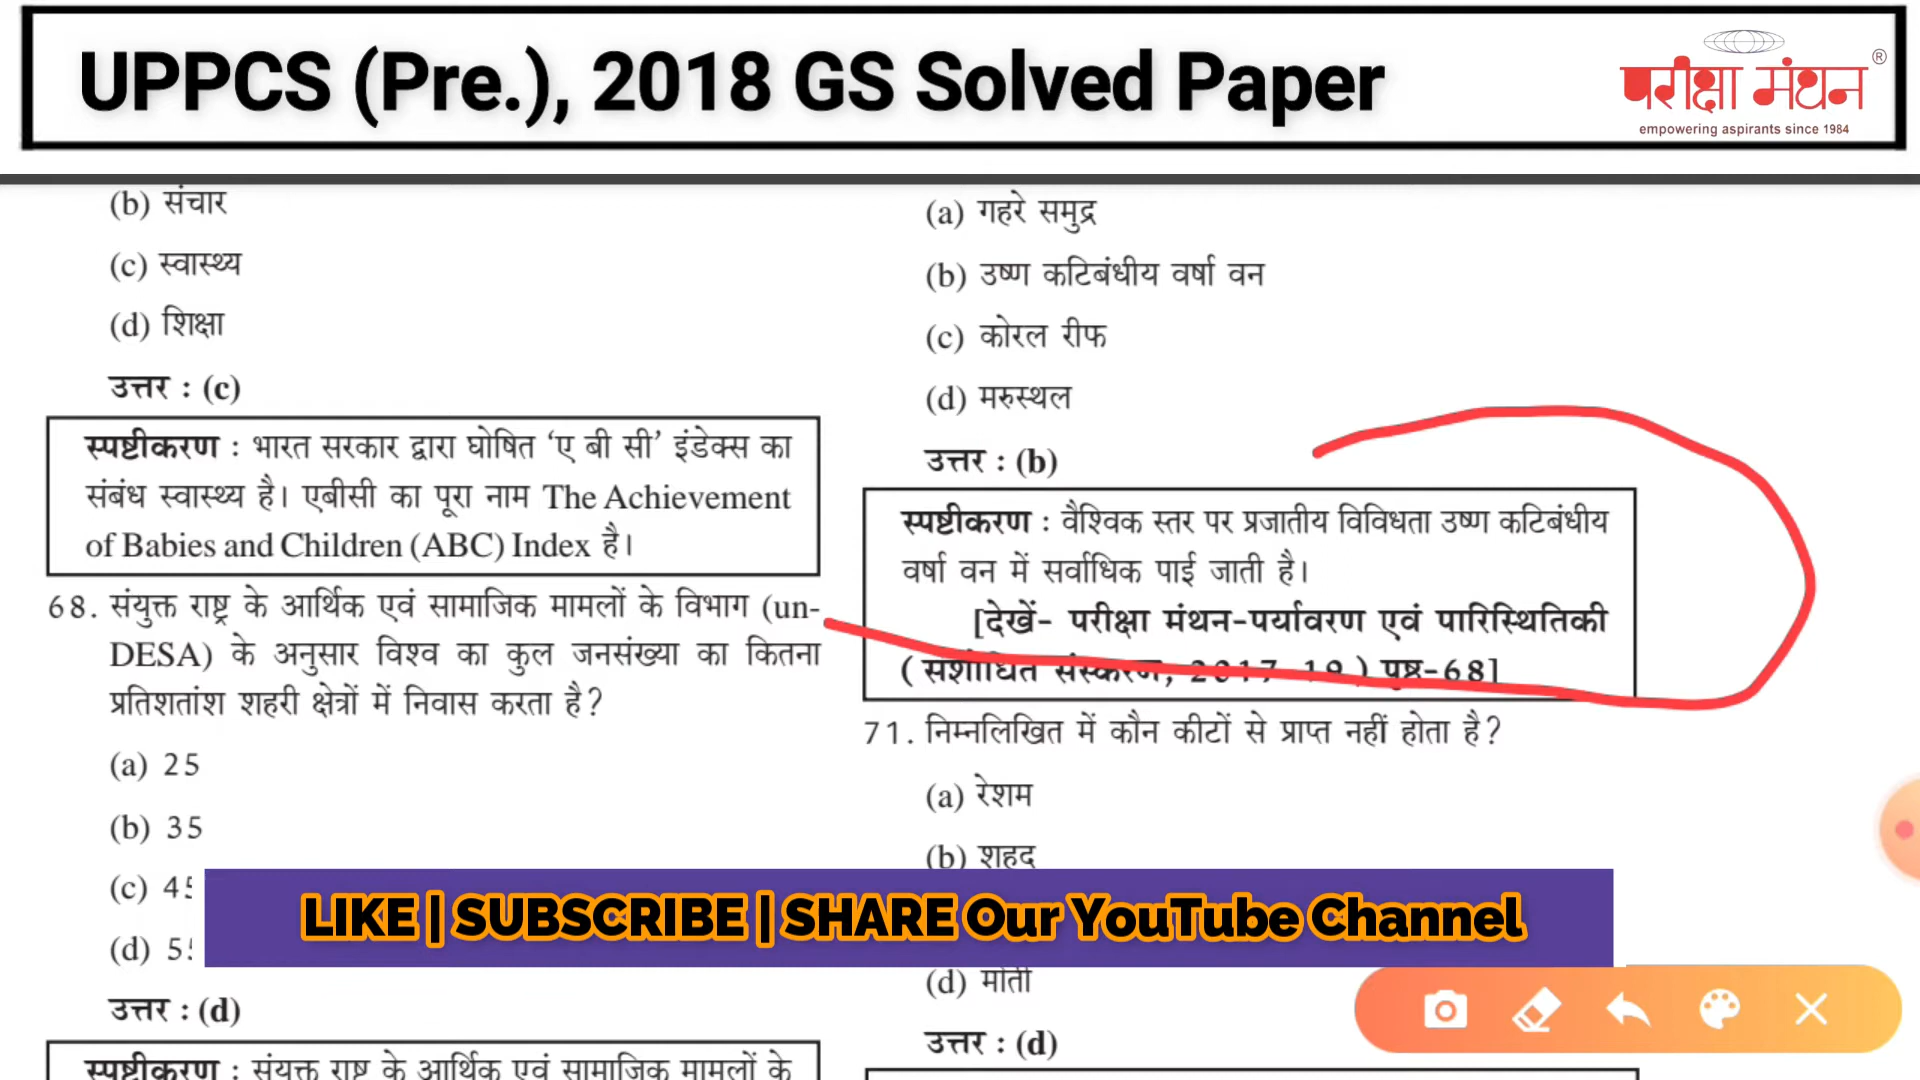 UPPCS (Pre.), 2018 GS Solved Paper
परीक्षा मंथन ®
empowering aspirants since 1984
(b) संचार
(c) स्वास्थ्य
(d) शिक्षा
उत्तर : (c)
स्पष्टीकरण : भारत सरकार द्वारा घोषित ‘ए बी सी’ इंडेक्स का
संबंध स्वास्थ्य है। एबीसी का पूरा नाम The Achievement
of Babies and Children (ABC) Index है।
68. संयुक्त राष्ट्र के आर्थिक एवं सामाजिक मामलों के विभाग (un-
DESA) के अनुसार विश्व का कुल जनसंख्या का कितना
प्रतिशतांश शहरी क्षेत्रों में निवास करता है?
(a) 25
(b) 35
(c) 45
(d) 5
उत्तर : (d)
स्पष्टीकरण : संयुक्त राष्ट्र के आर्थिक एवं सामाजिक मामलों के
(a) गहरे समुद्र
(b) उष्ण कटिबंधीय वर्षा वन
(c) कोरल रीफ
(d) मरुस्थल
उत्तर : (b)
स्पष्टीकरण : वैश्विक स्तर पर प्रजातीय विविधता उष्ण कटिबंधीय
वर्षा वन में सर्वाधिक पाई जाती है।
[देखें- परीक्षा मंथन-पर्यावरण एवं पारिस्थितिकी
(संशोधित संस्करण, 2017-19) पृष्ठ-68]
71. निम्नलिखित में कौन कीटों से प्राप्त नहीं होता है?
(a) रेशम
(b) शहद
(d) मोती
उत्तर : (d)
LIKE | SUBSCRIBE | SHARE Our YouTube Channel